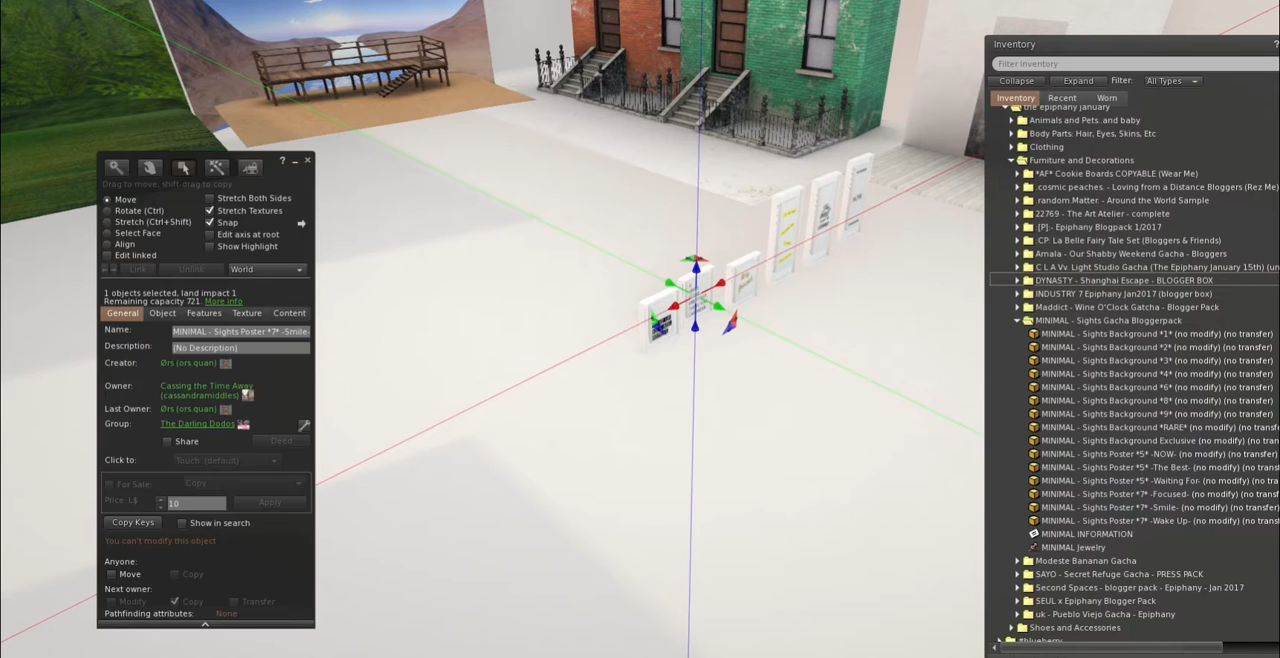 ? _ ×
Drag to move, shift-drag to copy
Move
Stretch Both Sides
Rotate (Ctrl)
Stretch Textures
Stretch (Ctrl+Shift)
Snap
Select Face
Edit axis at root
Align
Show Highlight
Edit linked
Link
Unlink
World
1 objects selected, land impact 1
Remaining capacity 721. More info
General Object Features Texture Content
Name: MINIMAL - Sights Poster *7* -Smile-
Description: (No Description)
Creator: Ørs (ors.quan)
Owner: Cassing the Time Away
(cassandramiddles)
Last Owner: Ørs (ors.quan)
Group: The Darling Dodos
Share
Deed
Click to: Touch (default)
For Sale: Copy
Price: L$ 10 Apply
Copy Keys Show in search
You can't modify this object
Anyone:
Move Copy
Next owner:
Modify Copy Transfer
Pathfinding attributes: None
Inventory ?
Filter Inventory
Collapse Expand Filter: All Types
Inventory Recent Worn
the epiphany january
Animals and Pets..and baby
Body Parts: Hair, Eyes, Skins, Etc
Clothing
Furniture and Decorations
*AF* Cookie Boards COPYABLE (Wear Me)
.cosmic peaches. - Loving from a Distance Bloggers (Rez Me)
.random.Matter. - Around the World Sample
22769 - The Art Atelier - complete
:[P]:- Epiphany Blogpack 1/2017
:CP: La Belle Fairy Tale Set (Bloggers & Friends)
Amala - Our Shabby Weekend Gacha - Bloggers
C L A Vv. Light Studio Gacha (The Epiphany January 15th) (un
DYNASTY - Shanghai Escape - BLOGGER BOX
INDUSTRY 7 Epiphany Jan2017 (blogger box)
Maddict - Wine O'Clock Gatcha - Blogger Pack
MINIMAL - Sights Gacha Bloggerpack
MINIMAL - Sights Background *1* (no modify) (no transfer)
MINIMAL - Sights Background *2* (no modify) (no transfer)
MINIMAL - Sights Background *3* (no modify) (no transfer)
MINIMAL - Sights Background *4* (no modify) (no transfer)
MINIMAL - Sights Background *6* (no modify) (no transfer)
MINIMAL - Sights Background *8* (no modify) (no transfer)
MINIMAL - Sights Background *9* (no modify) (no transfer)
MINIMAL - Sights Background *RARE* (no modify) (no trans
MINIMAL - Sights Background Exclusive (no modify) (no transfer)
MINIMAL - Sights Poster *5* -NOW- (no modify) (no transfer)
MINIMAL - Sights Poster *5* -The Best- (no modify) (no transfer)
MINIMAL - Sights Poster *5* -Waiting For- (no modify) (no trans
MINIMAL - Sights Poster *7* -Focused- (no modify) (no transfer)
MINIMAL - Sights Poster *7* -Smile- (no modify) (no transfer)
MINIMAL - Sights Poster *7* -Wake Up- (no modify) (no trans
MINIMAL INFORMATION
MINIMAL Jewelry
Modeste Bananan Gacha
SAYO - Secret Refuge Gacha - PRESS PACK
Second Spaces - blogger pack - Epiphany - Jan 2017
SEUL x Epiphany Blogger Pack
uk - Pueblo Viejo Gacha - Epiphany
Shoes and Accessories
#blueberry